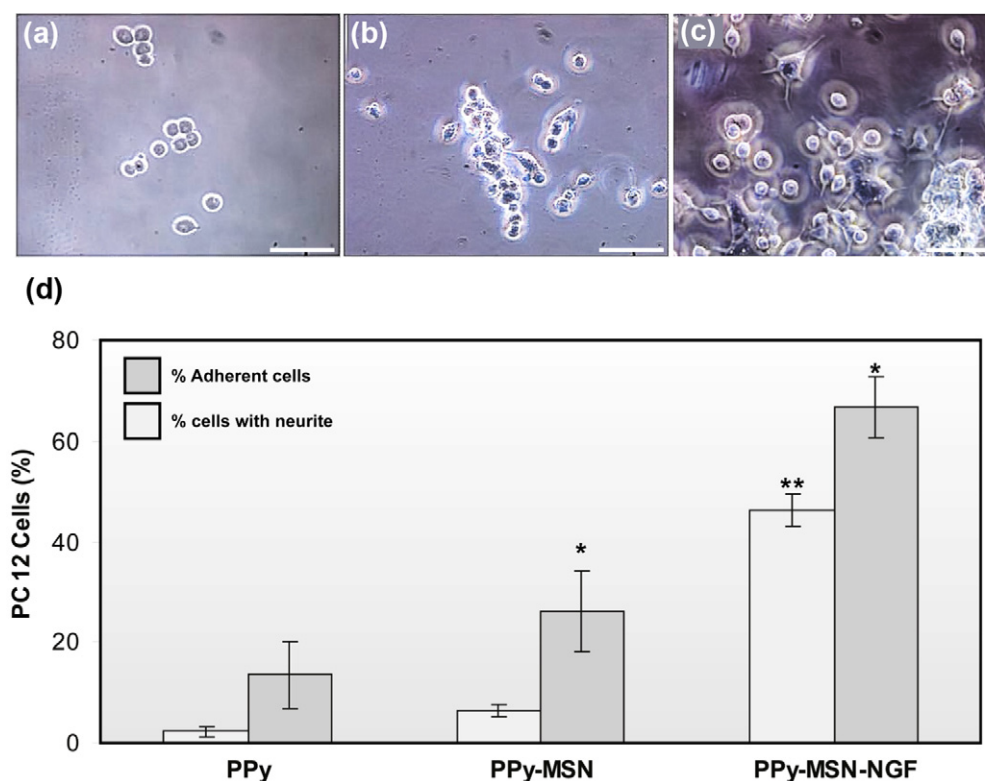 (a)
(b)
(c)
(d)
80
60
40
20
0
PC 12 Cells (%)
% Adherent cells
% cells with neurite
*
**
*
PPy
PPy-MSN
PPy-MSN-NGF